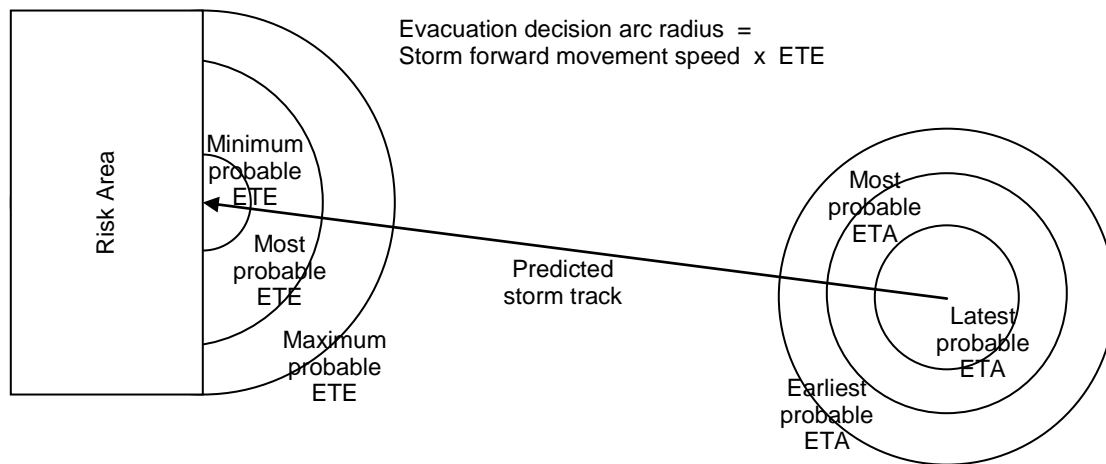 Evacuation decision arc radius =
Storm forward movement speed x ETE
Risk Area
Minimum
probable
ETE
Most
probable
ETE
Maximum
probable
ETE
Predicted
storm track
Most
probable
ETA
Latest
probable
ETA
Earliest
probable
ETA